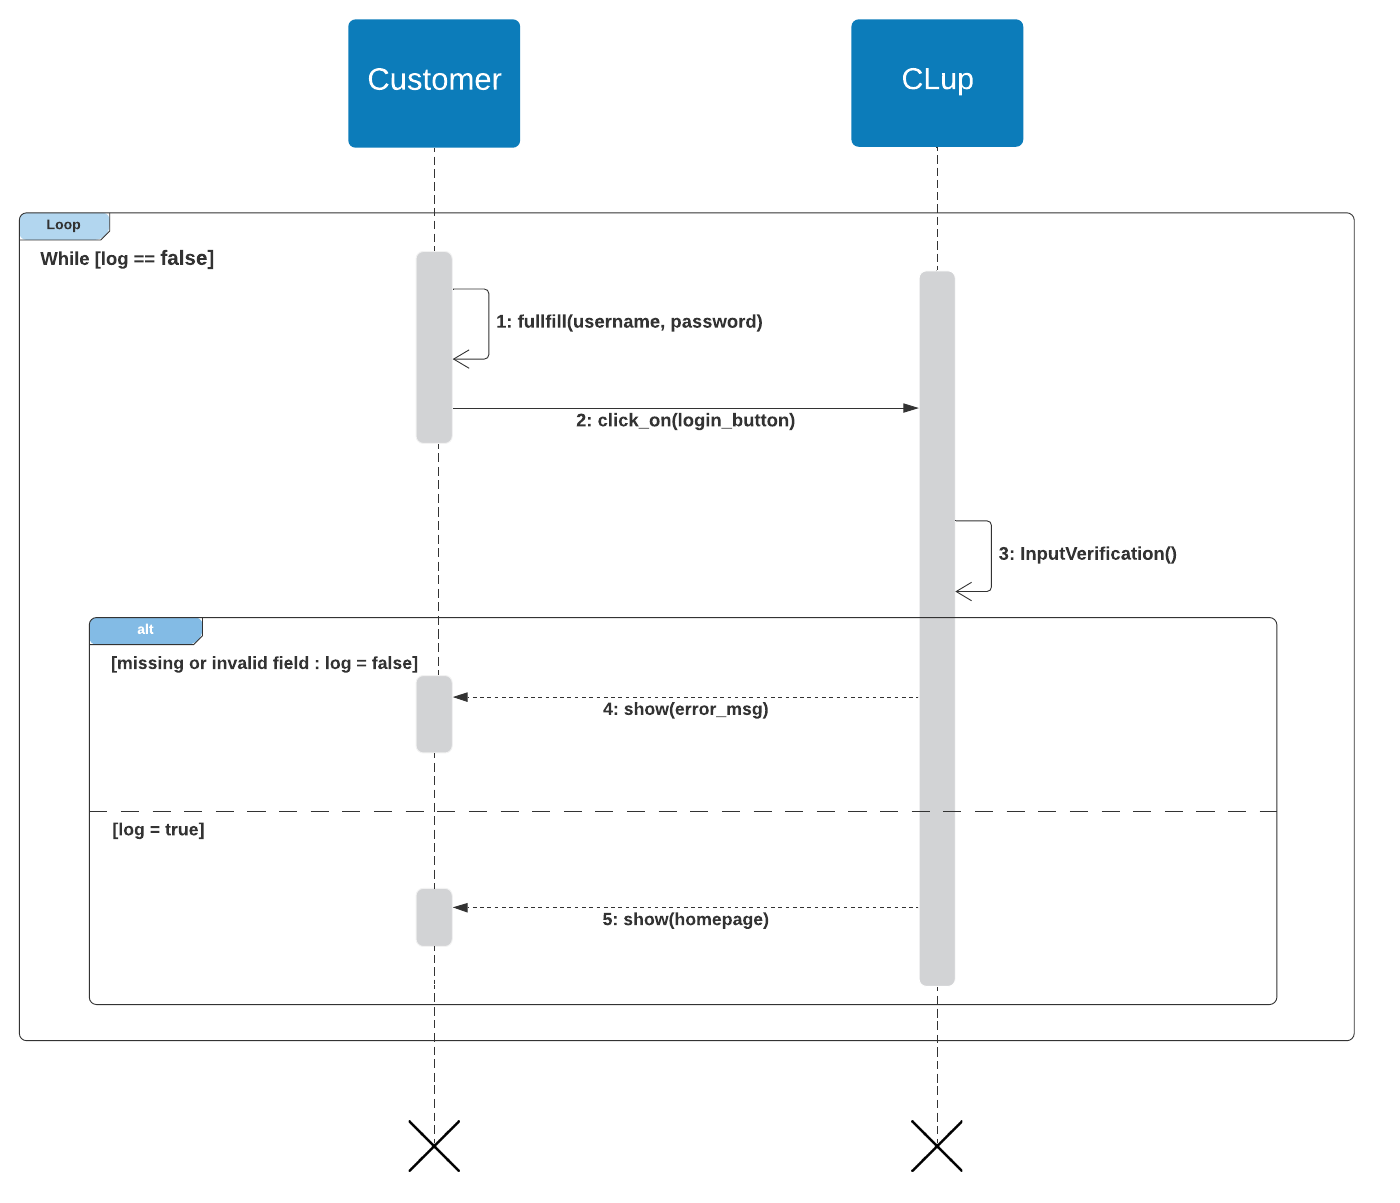 Customer
CLup
Loop
While [log == false]
1: fullfill(username, password)
2: click_on(login_button)
3: InputVerification()
alt
[missing or invalid field : log = false]
4: show(error_msg)
[log = true]
5: show(homepage)